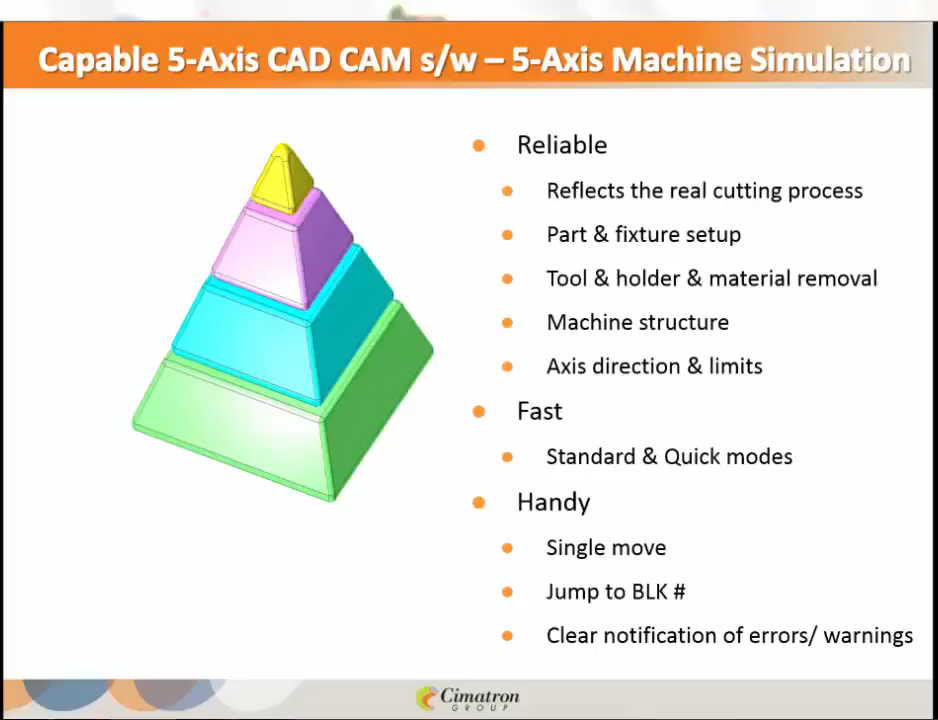 Capable 5-Axis CAD CAM s/w – 5-Axis Machine Simulation
Reliable
Reflects the real cutting process
Part & fixture setup
Tool & holder & material removal
Machine structure
Axis direction & limits
Fast
Standard & Quick modes
Handy
Single move
Jump to BLK #
Clear notification of errors/ warnings
Cimatron
GROUP